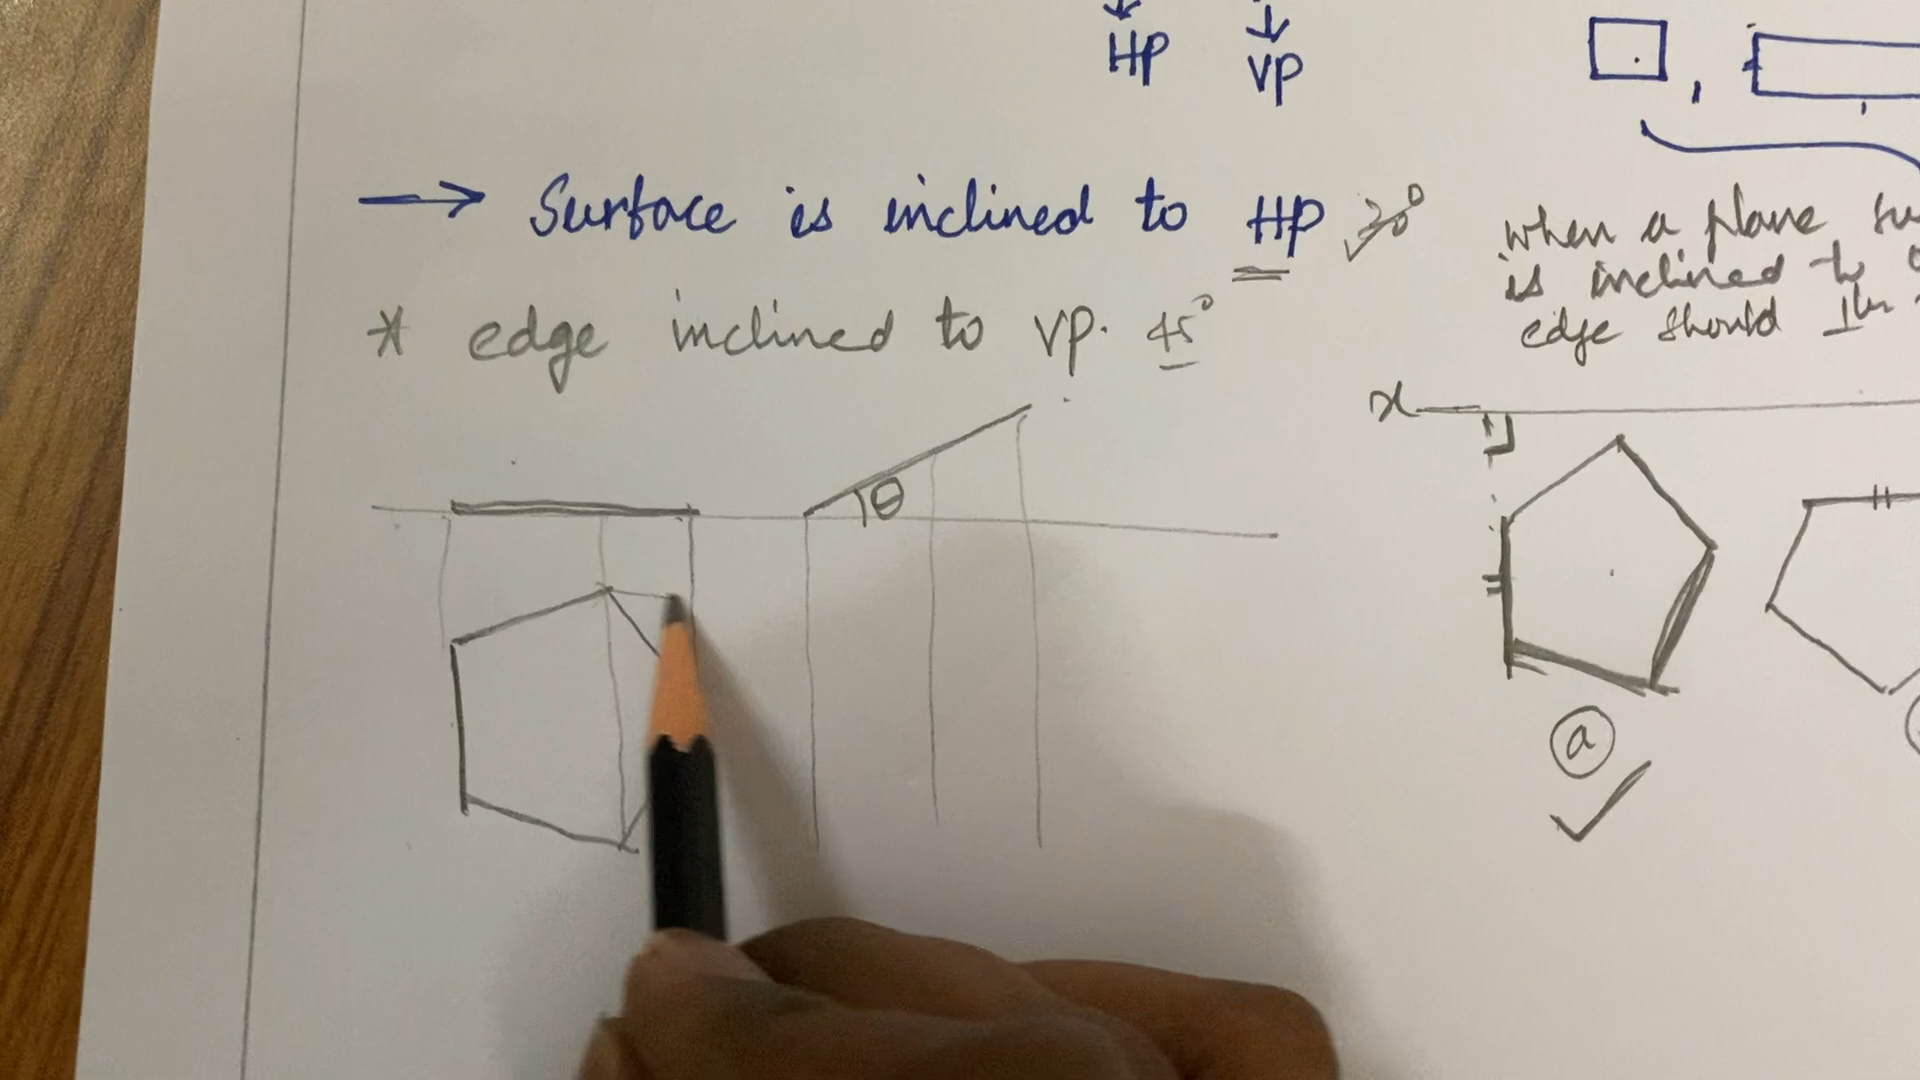 HP VP
→ Surface is inclined to HP 30°
* edge inclined to VP. 45°
θ
when a plane su
is inclined to
edge should
x
a